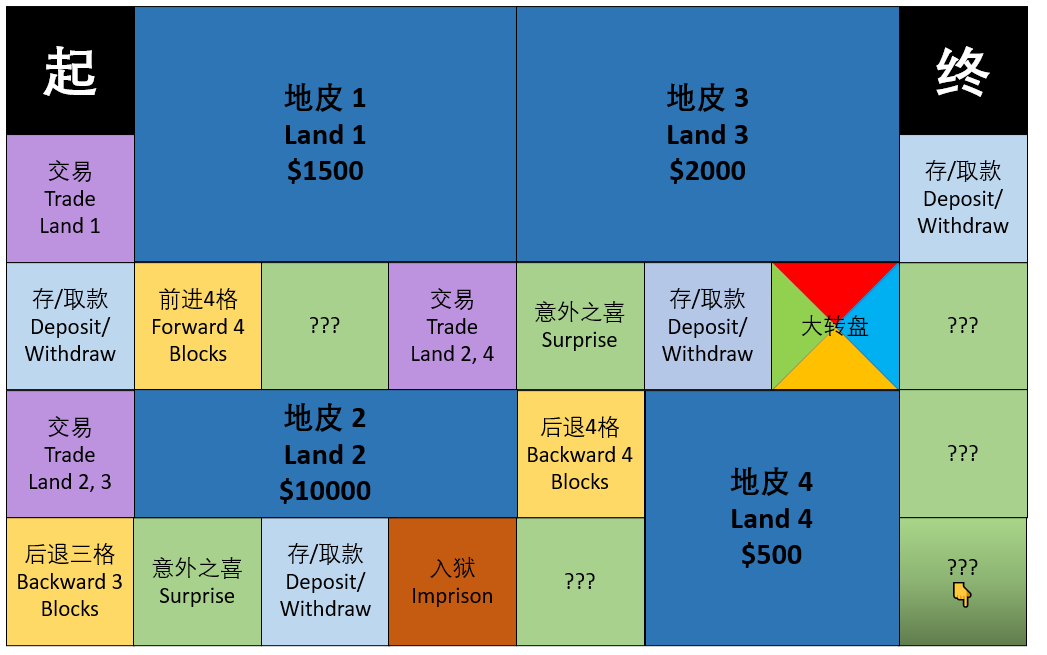 起
地皮 1
Land 1
$1500
地皮 3
Land 3
$2000
终
交易
Trade
Land 1
存/取款
Deposit/
Withdraw
存/取款
Deposit/
Withdraw
前进4格
Forward 4
Blocks
???
交易
Trade
Land 2, 4
意外之喜
Surprise
存/取款
Deposit/
Withdraw
大转盘
???
交易
Trade
Land 2, 3
地皮 2
Land 2
$10000
后退4格
Backward 4
Blocks
地皮 4
Land 4
$500
???
后退三格
Backward 3
Blocks
意外之喜
Surprise
存/取款
Deposit/
Withdraw
入狱
Imprison
???
???